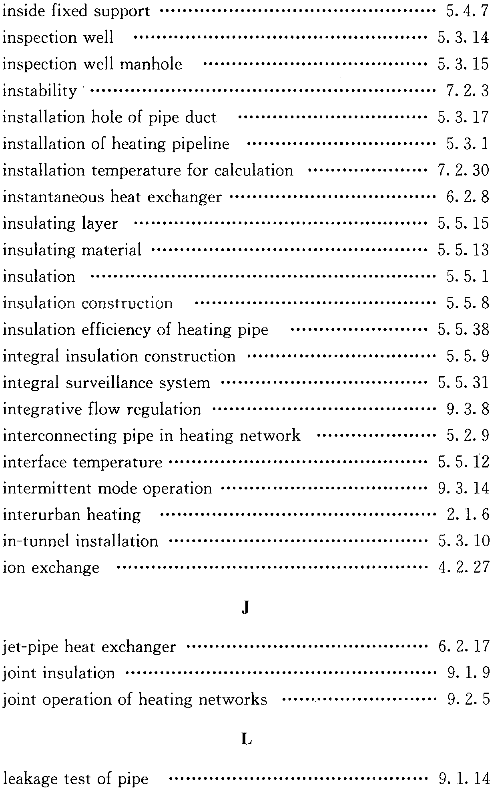 inside fixed support ········ 5.4.7
inspection well ········ 5.3.14
inspection well manhole ········ 5.3.15
instability ········ 7.2.3
installation hole of pipe duct ········ 5.3.17
installation of heating pipeline ········ 5.3.1
installation temperature for calculation ········ 7.2.30
instantaneous heat exchanger ········ 6.2.8
insulating layer ········ 5.5.15
insulating material ········ 5.5.13
insulation ········ 5.5.1
insulation construction ········ 5.5.8
insulation efficiency of heating pipe ········ 5.5.38
integral insulation construction ········ 5.5.9
integral surveillance system ········ 5.5.31
integrative flow regulation ········ 9.3.8
interconnecting pipe in heating network ········ 5.2.9
interface temperature ········ 5.5.12
intermittent mode operation ········ 9.3.14
interurban heating ········ 2.1.6
in-tunnel installation ········ 5.3.10
ion exchange ········ 4.2.27
J
jet-pipe heat exchanger ········ 6.2.17
joint insulation ········ 9.1.9
joint operation of heating networks ········ 9.2.5
L
leakage test of pipe ········ 9.1.14